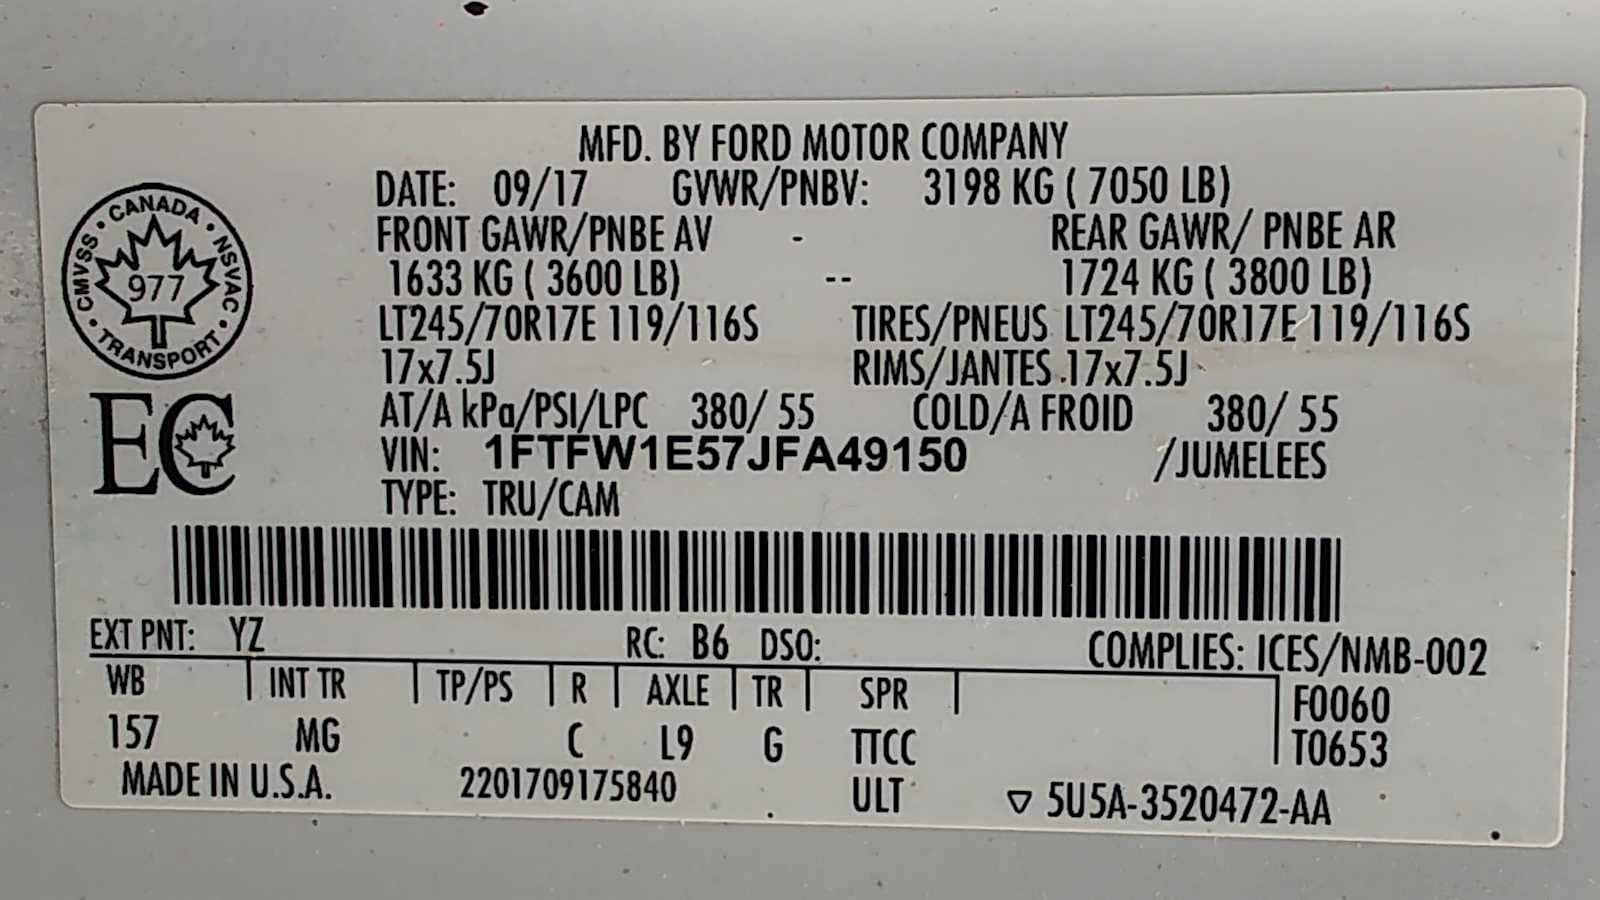 MFD. BY FORD MOTOR COMPANY
DATE: 09/17 GVWR/PNBV: 3198 KG ( 7050 LB)
FRONT GAWR/PNBE AV - REAR GAWR/ PNBE AR
1633 KG ( 3600 LB) -- 1724 KG ( 3800 LB)
LT245/70R17E 119/116S TIRES/PNEUS LT245/70R17E 119/116S
17x7.5J RIMS/JANTES 17x7.5J
AT/A kPa/PSI/LPC 380/ 55 COLD/A FROID 380/ 55
VIN: 1FTFW1E57JFA49150 /JUMELEES
TYPE: TRU/CAM
CANADA · NSVAC · TRANSPORT · CMVSS ·
977
EC
EXT PNT: YZ RC: B6 DSO: COMPLIES: ICES/NMB-002
WB | INT TR | TP/PS | R | AXLE | TR | SPR | F0060
157 MG C L9 G TTCC T0653
MADE IN U.S.A. 2201709175840 ULT ▽ 5U5A-3520472-AA